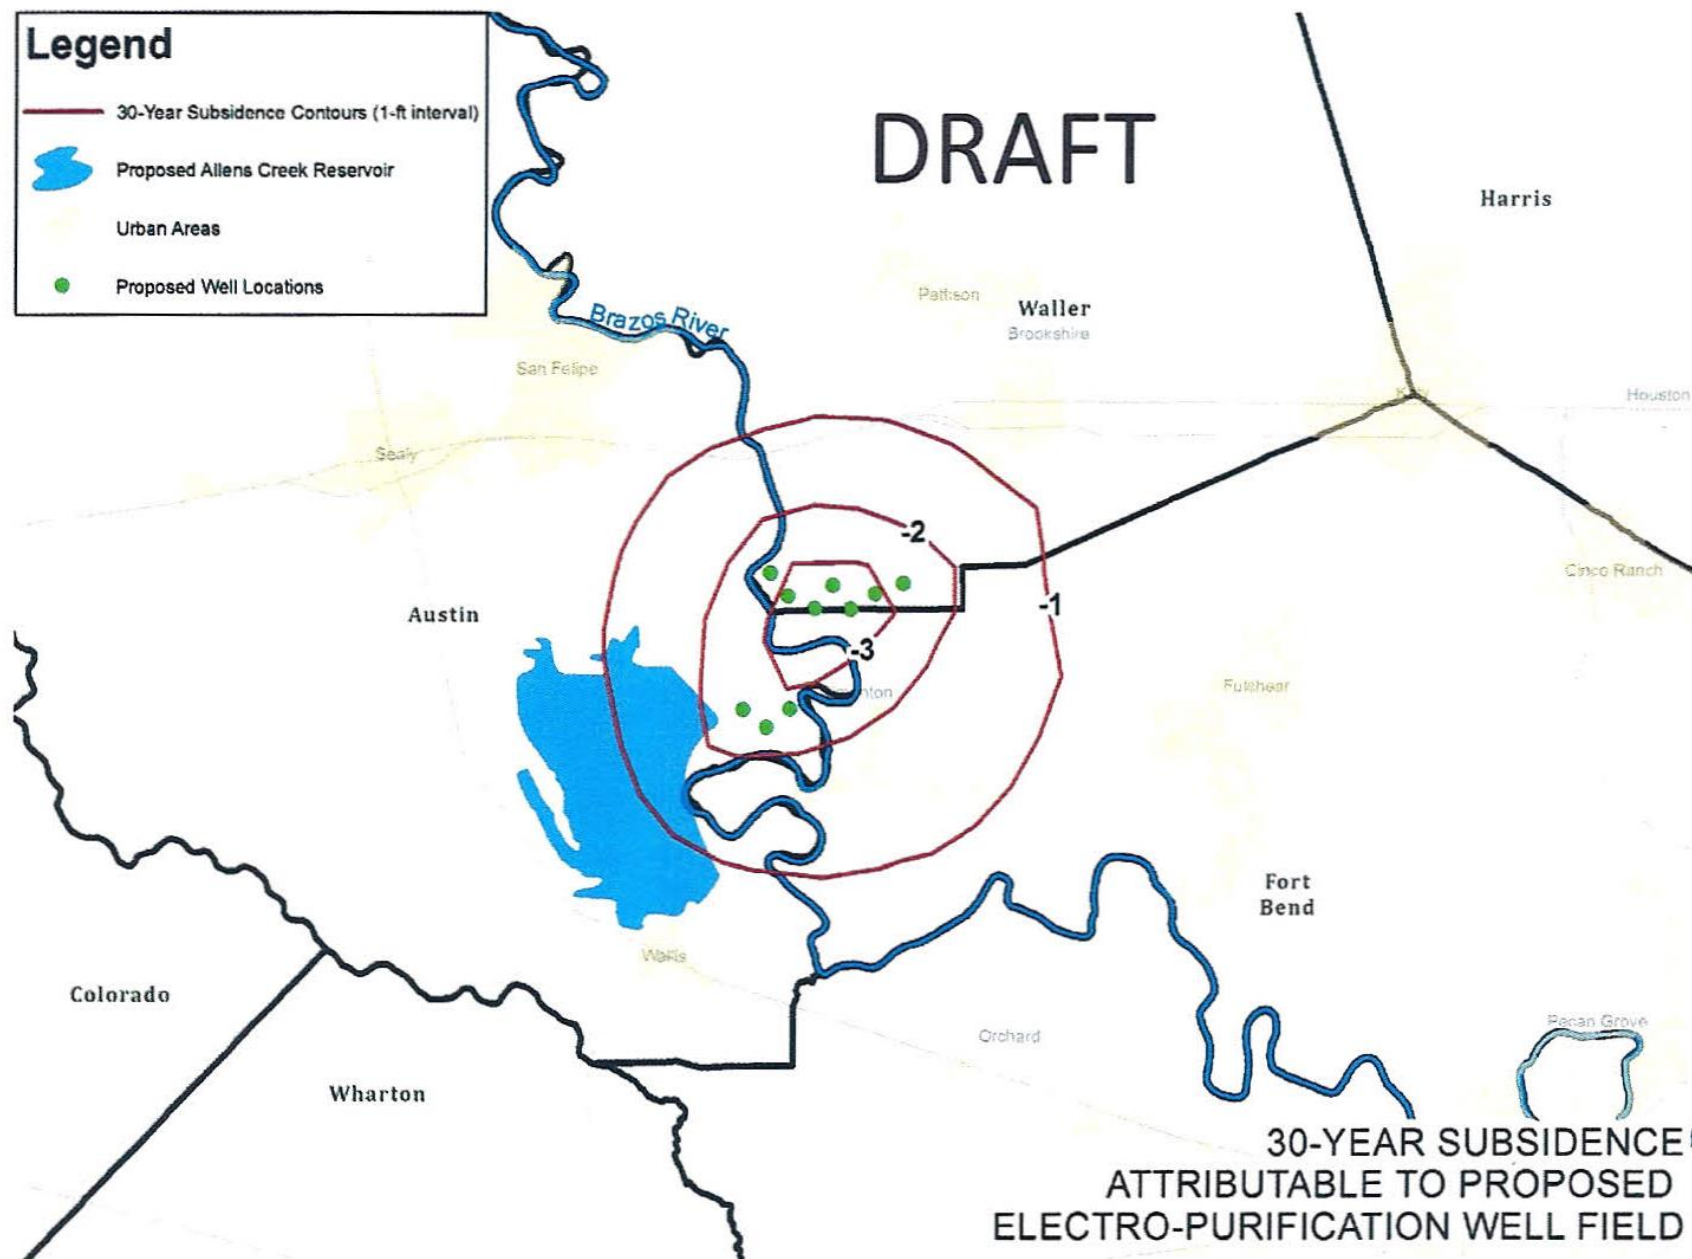 Legend
30-Year Subsidence Contours (1-ft interval)
Proposed Allens Creek Reservoir
Urban Areas
Proposed Well Locations
DRAFT
Harris
Pattison
Waller
Brookshire
Brazos River
San Felipe
Katy
Houston
Sealy
-2
Cinco Ranch
-1
Austin
-3
Fulshear
Fort
Bend
Wallis
Colorado
Orchard
Pecan Grove
Wharton
30-YEAR SUBSIDENCE
ATTRIBUTABLE TO PROPOSED
ELECTRO-PURIFICATION WELL FIELD